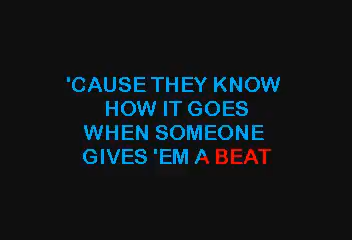 'CAUSE THEY KNOW
HOW IT GOES
WHEN SOMEONE
GIVES 'EM A BEAT